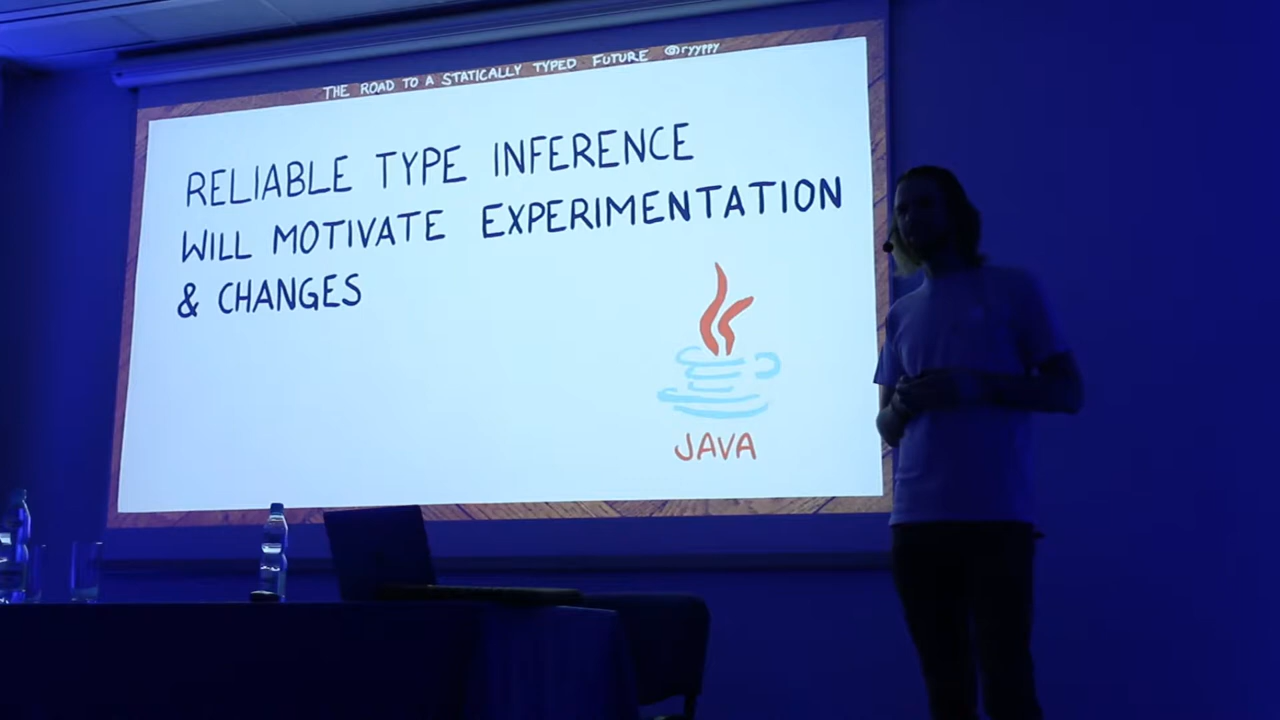 THE ROAD TO A STATICALLY TYPED FUTURE @ryyppy
RELIABLE TYPE INFERENCE
WILL MOTIVATE EXPERIMENTATION
& CHANGES
JAVA